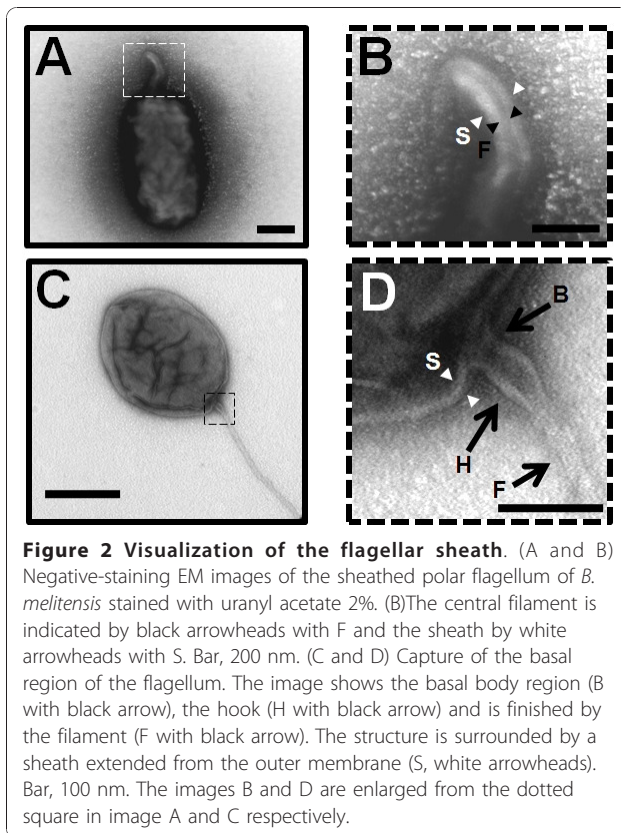 A
B
S
F
C
D
B
S
H
F
Figure 2 Visualization of the flagellar sheath. (A and B)
Negative-staining EM images of the sheathed polar flagellum of B.
melitensis stained with uranyl acetate 2%. (B)The central filament is
indicated by black arrowheads with F and the sheath by white
arrowheads with S. Bar, 200 nm. (C and D) Capture of the basal
region of the flagellum. The image shows the basal body region (B
with black arrow), the hook (H with black arrow) and is finished by
the filament (F with black arrow). The structure is surrounded by a
sheath extended from the outer membrane (S, white arrowheads).
Bar, 100 nm. The images B and D are enlarged from the dotted
square in image A and C respectively.